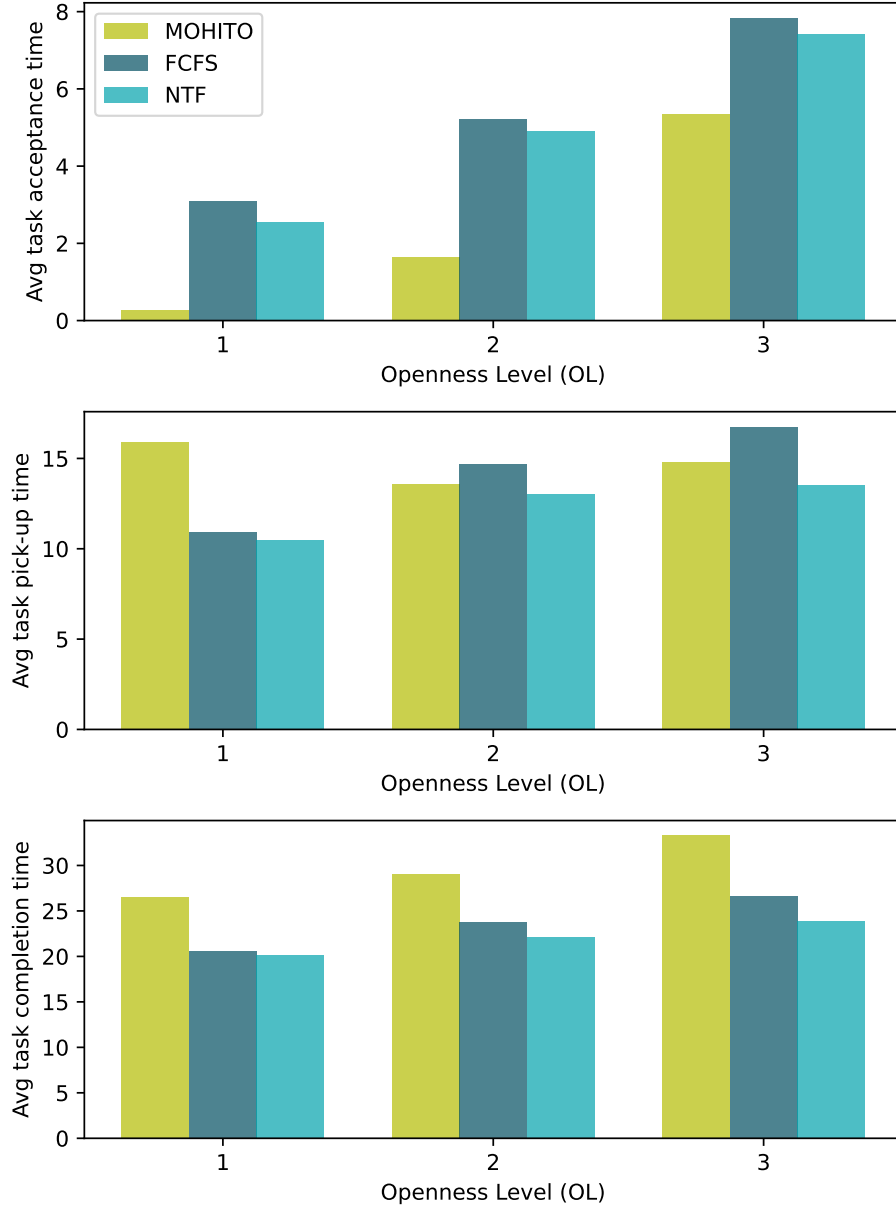 Avg task acceptance time
8
6
4
2
0
MOHITO
FCFS
NTF
1 2 3
Openness Level (OL)
Avg task pick-up time
15
10
5
0
1 2 3
Openness Level (OL)
Avg task completion time
30
25
20
15
10
5
0
1 2 3
Openness Level (OL)